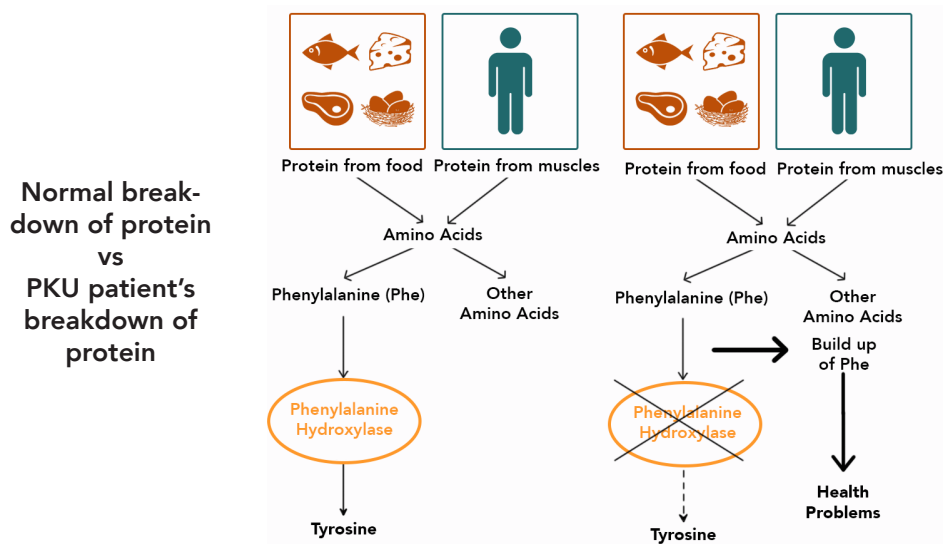 Normal break-
down of protein
vs
PKU patient's
breakdown of
protein
Protein from food
Protein from muscles
Amino Acids
Phenylalanine (Phe)
Other
Amino Acids
Phenylalanine
Hydroxylase
Tyrosine
Protein from food
Protein from muscles
Amino Acids
Phenylalanine (Phe)
Other
Amino Acids
Build up
of Phe
Phenylalanine
Hydroxylase
Health
Problems
Tyrosine